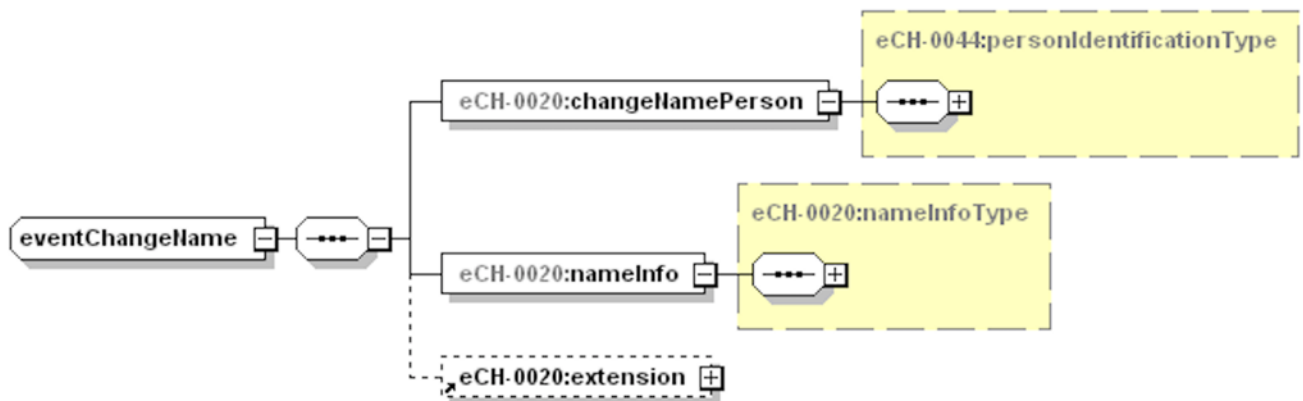 eCH-0044:personIdentificationType
eCH-0020:changeNamePerson
eCH-0020:nameInfoType
eventChangeName
eCH-0020:nameInfo
eCH-0020:extension